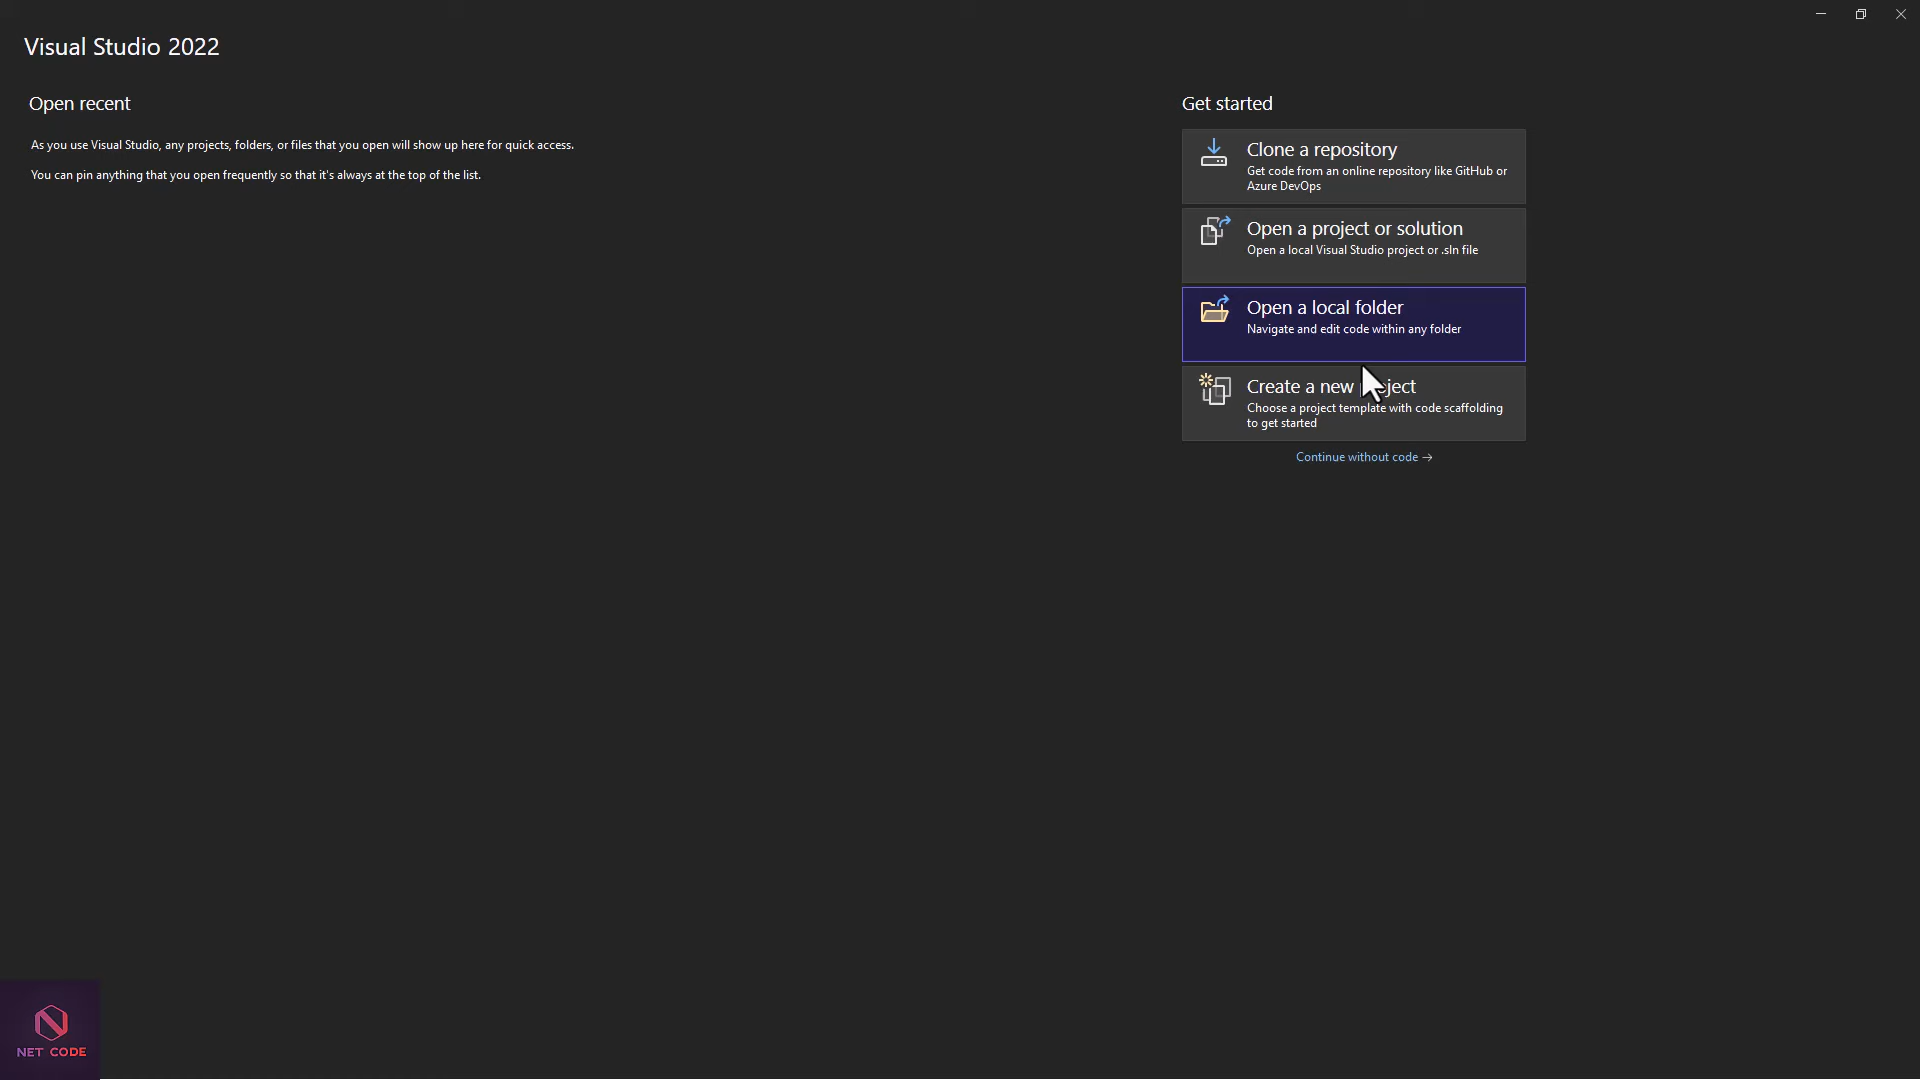 Visual Studio 2022
Open recent
As you use Visual Studio, any projects, folders, or files that you open will show up here for quick access.
You can pin anything that you open frequently so that it's always at the top of the list.
Get started
Clone a repository
Get code from an online repository like GitHub or
Azure DevOps
Open a project or solution
Open a local Visual Studio project or .sln file
Open a local folder
Navigate and edit code within any folder
Create a new ject
Choose a project template with code scaffolding
to get started
Continue without code →
NET CODE